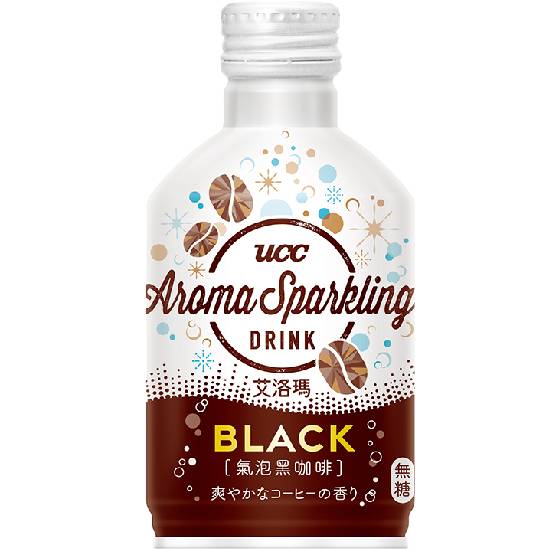 ucc
Aroma Sparkling
DRINK
艾洛瑪
BLACK
[氣泡黑咖啡]
爽やかなコーヒーの香り
無糖